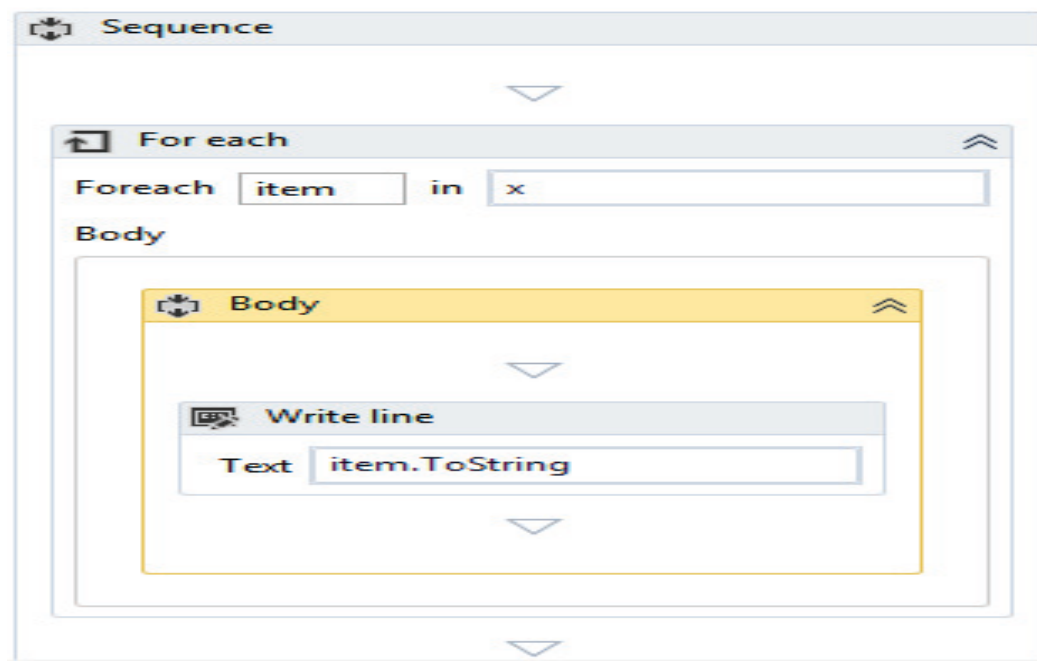 Sequence
For each
Foreach item in x
Body
Body
Write line
Text item.ToString